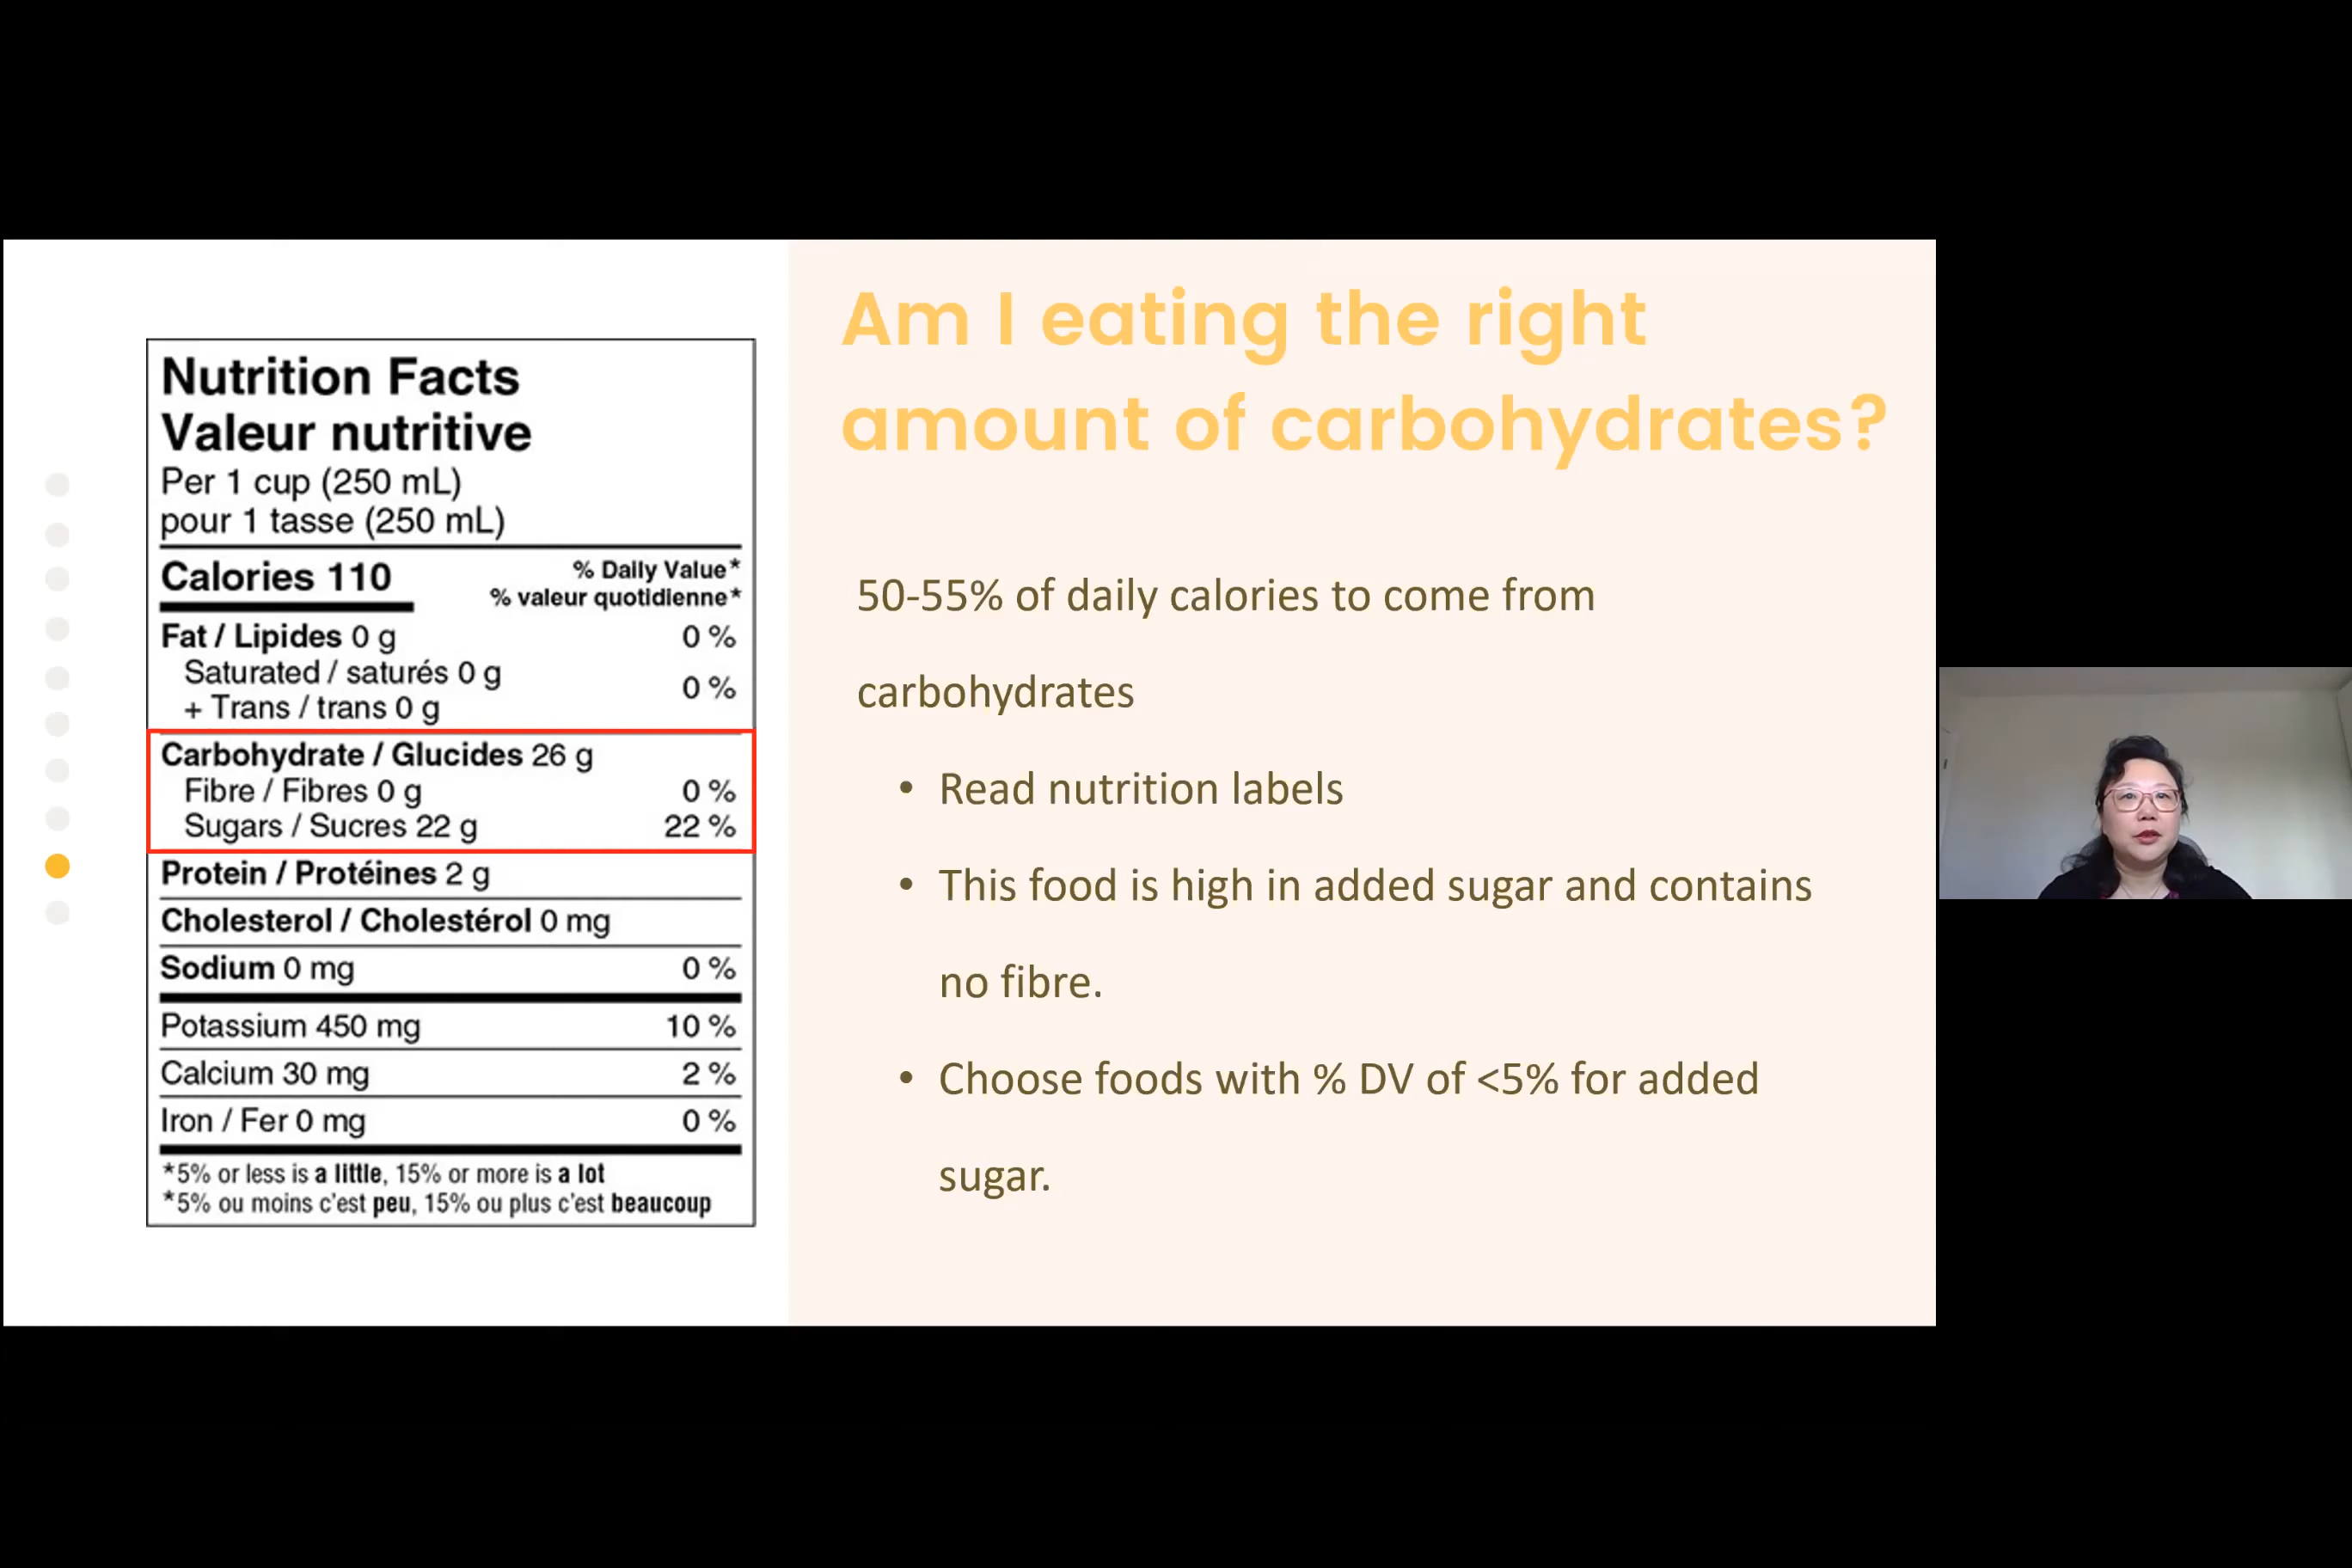 Nutrition Facts
Valeur nutritive
Per 1 cup (250 mL)
pour 1 tasse (250 mL)
Calories 110
% Daily Value*
% valeur quotidienne*
Fat / Lipides 0 g 0 %
Saturated / saturés 0 g
+ Trans / trans 0 g
0 %
Carbohydrate / Glucides 26 g
Fibre / Fibres 0 g 0 %
Sugars / Sucres 22 g 22 %
Protein / Protéines 2 g
Cholesterol / Cholestérol 0 mg
Sodium 0 mg 0 %
Potassium 450 mg 10 %
Calcium 30 mg 2 %
Iron / Fer 0 mg 0 %
*5% or less is a little, 15% or more is a lot
*5% ou moins c'est peu, 15% ou plus c'est beaucoup
Am I eating the right
amount of carbohydrates?
50-55% of daily calories to come from
carbohydrates
• Read nutrition labels
• This food is high in added sugar and contains
no fibre.
• Choose foods with % DV of <5% for added
sugar.